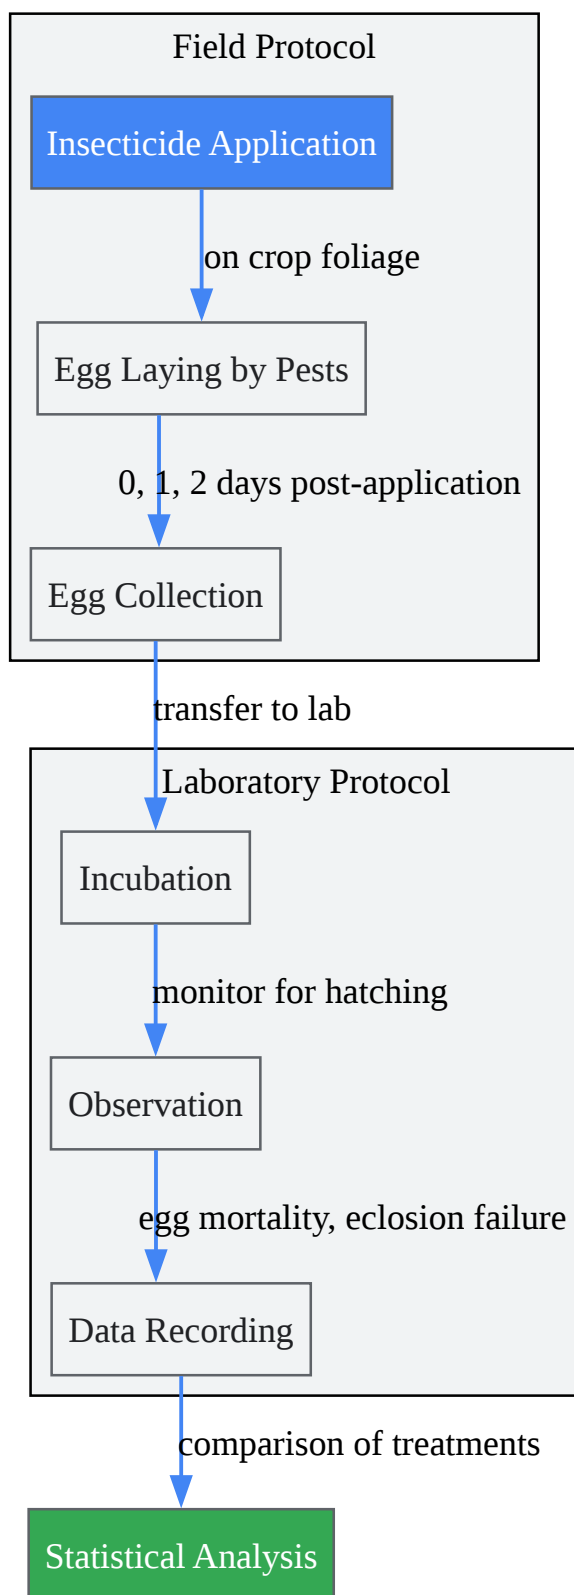 Field Protocol
Insecticide Application
on crop foliage
Egg Laying by Pests
0, 1, 2 days post-application
Egg Collection
transfer to lab
Laboratory Protocol
Incubation
monitor for hatching
Observation
egg mortality, eclosion failure
Data Recording
comparison of treatments
Statistical Analysis